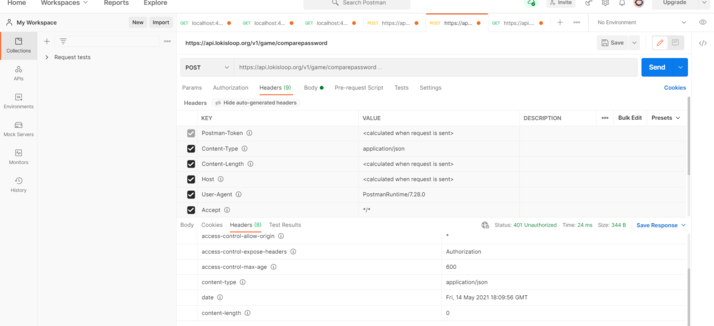 Home Workspaces Reports Explore Search Postman Invite Upgrade
My Workspace New Import GET localhost:4... GET localhost:4... GET localhost:4... POST https://ap... POST https://ap... GET https://api... No Environment
Collections
Request tests
APIs
Environments
Mock Servers
Monitors
History
https://api.lokisloop.org/v1/game/comparepassword Save
POST https://api.lokisloop.org/v1/game/comparepassword Send
Params Authorization Headers (9) Body Pre-request Script Tests Settings Cookies
Headers Hide auto-generated headers
KEY VALUE DESCRIPTION Bulk Edit Presets
Postman-Token <calculated when request is sent>
Content-Type application/json
Content-Length <calculated when request is sent>
Host <calculated when request is sent>
User-Agent PostmanRuntime/7.28.0
Accept */*
Body Cookies Headers (8) Test Results Status: 401 Unauthorized Time: 24 ms Size: 344 B Save Response
access-control-allow-origin *
access-control-expose-headers Authorization
access-control-max-age 600
content-type application/json
date Fri, 14 May 2021 18:09:56 GMT
content-length 0